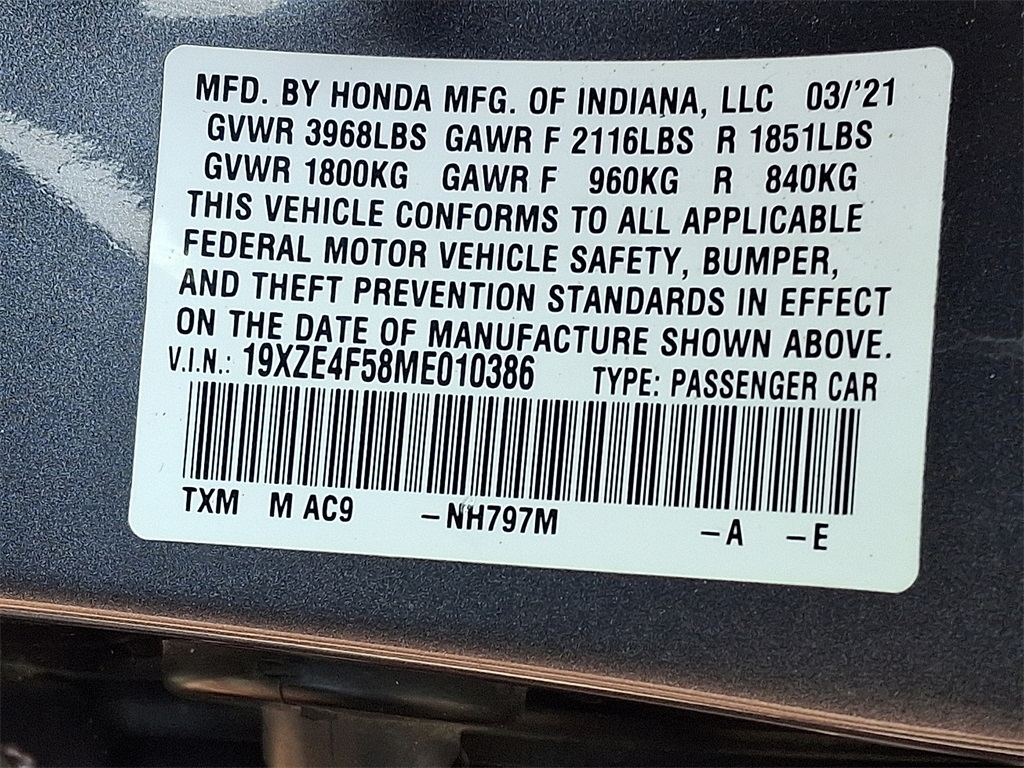 MFD. BY HONDA MFG. OF INDIANA, LLC 03/'21
GVWR 3968LBS GAWR F 2116LBS R 1851LBS
GVWR 1800KG GAWR F 960KG R 840KG
THIS VEHICLE CONFORMS TO ALL APPLICABLE
FEDERAL MOTOR VEHICLE SAFETY, BUMPER,
AND THEFT PREVENTION STANDARDS IN EFFECT
ON THE DATE OF MANUFACTURE SHOWN ABOVE.
V.I.N.: 19XZE4F58ME010386 TYPE: PASSENGER CAR
TXM M AC9 –NH797M –A –E